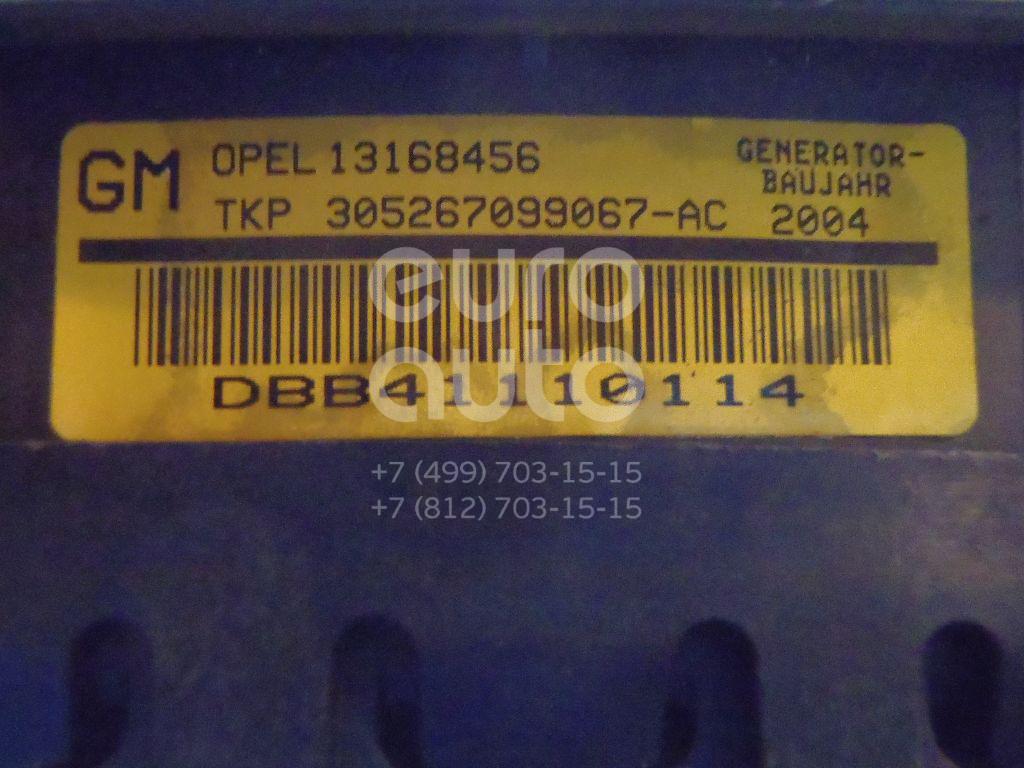 GM OPEL 13168456 GENERATOR-
BAUJAHR
TKP 305267099067-AC 2004
euro
auto
DBB41110114
+7 (499) 703-15-15
+7 (812) 703-15-15